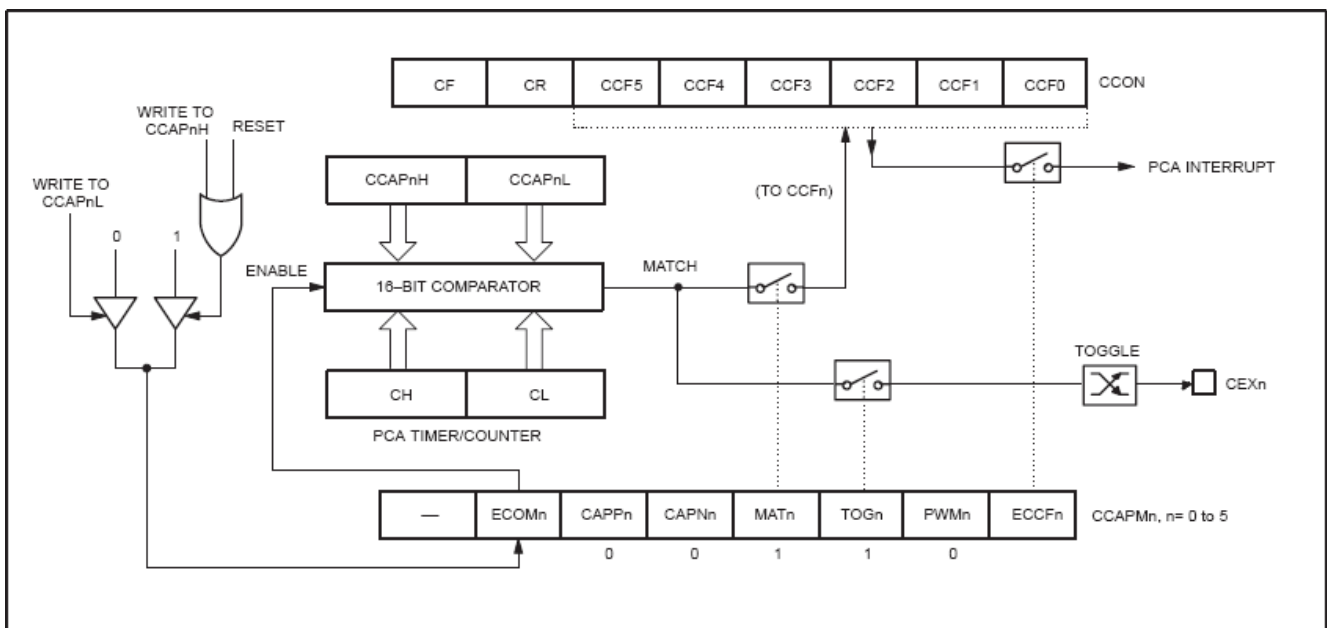 CF CR CCF5 CCF4 CCF3 CCF2 CCF1 CCF0 CCON
WRITE TO
CCAPnH
RESET
CCAPnH CCAPnL
PCA INTERRUPT
WRITE TO
CCAPnL
(TO CCFn)
0 1
ENABLE
16–BIT COMPARATOR
MATCH
TOGGLE
CH CL
CEXn
PCA TIMER/COUNTER
— ECOMn CAPPn CAPNn MATn TOGn PWMn ECCFn CCAPMn, n= 0 to 5
0 0 1 1 0